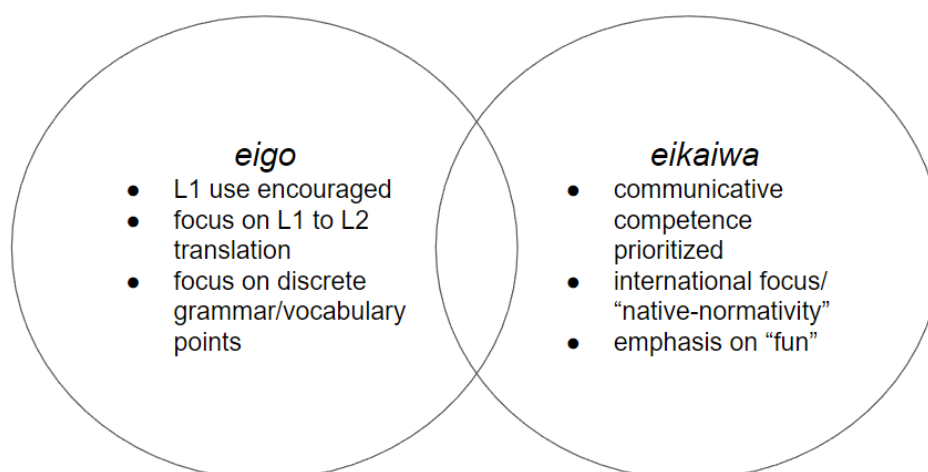 eigo
● L1 use encouraged
● focus on L1 to L2
translation
● focus on discrete
grammar/vocabulary
points
eikaiwa
● communicative
competence
prioritized
● international focus/
“native-normativity”
● emphasis on “fun”